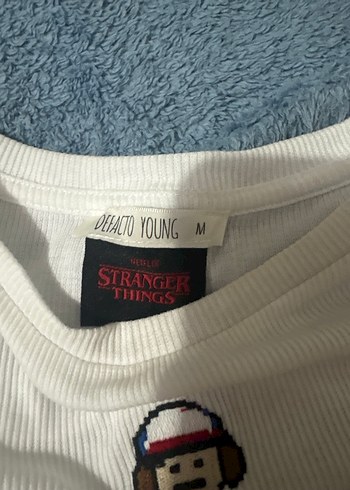 DEFACTO YOUNG M
NETFLIX
STRANGER
THINGS